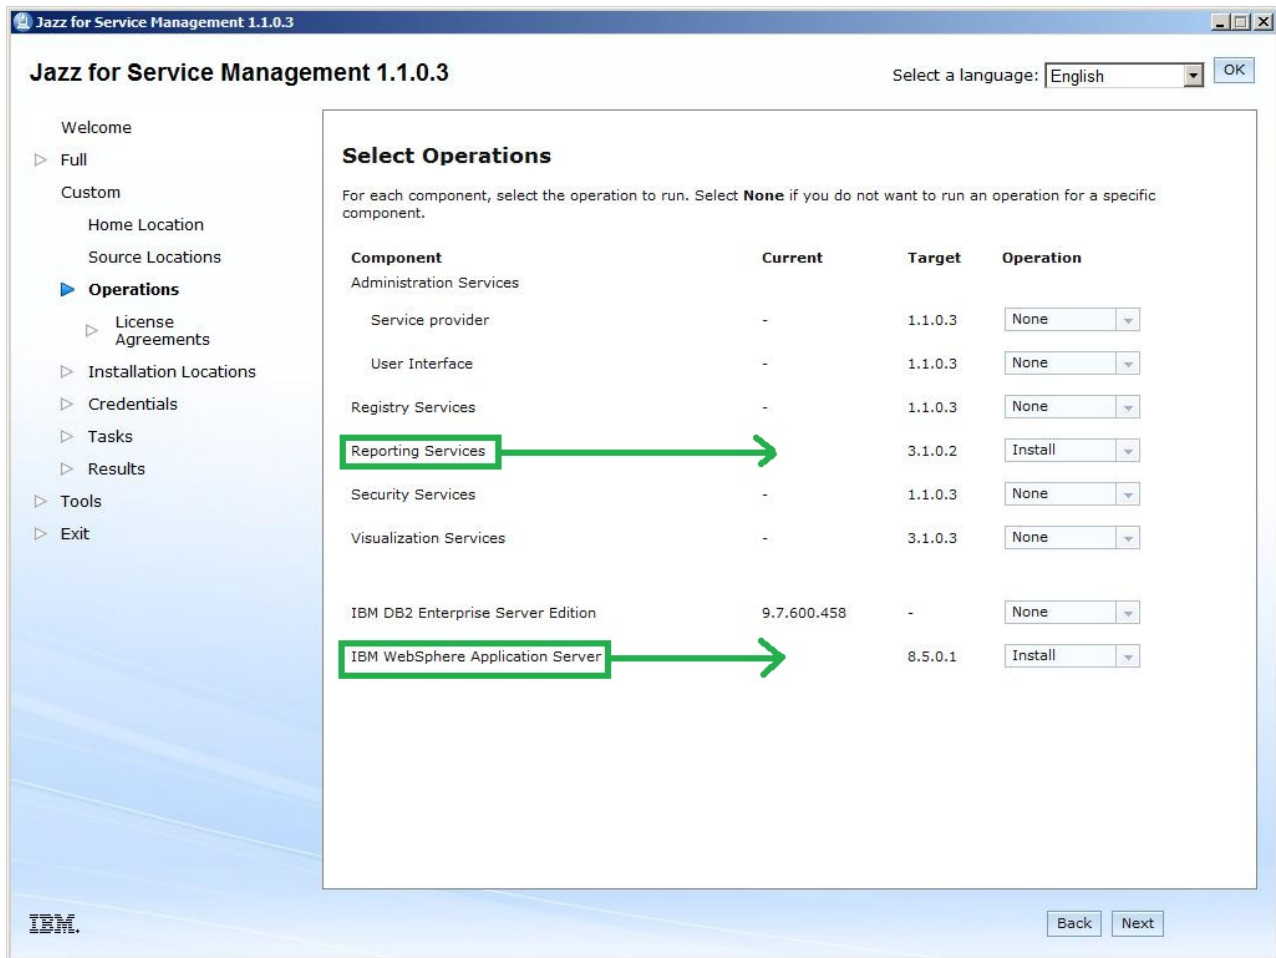 Jazz for Service Management 1.1.0.3
Jazz for Service Management 1.1.0.3
Select a language: English OK
Welcome
Full
Custom
Home Location
Source Locations
Operations
License
Agreements
Installation Locations
Credentials
Tasks
Results
Tools
Exit
Select Operations
For each component, select the operation to run. Select None if you do not want to run an operation for a specific
component.
Component Current Target Operation
Administration Services
Service provider - 1.1.0.3 None
User Interface - 1.1.0.3 None
Registry Services - 1.1.0.3 None
Reporting Services 3.1.0.2 Install
Security Services - 1.1.0.3 None
Visualization Services - 3.1.0.3 None
IBM DB2 Enterprise Server Edition 9.7.600.458 - None
IBM WebSphere Application Server 8.5.0.1 Install
IBM.
Back Next